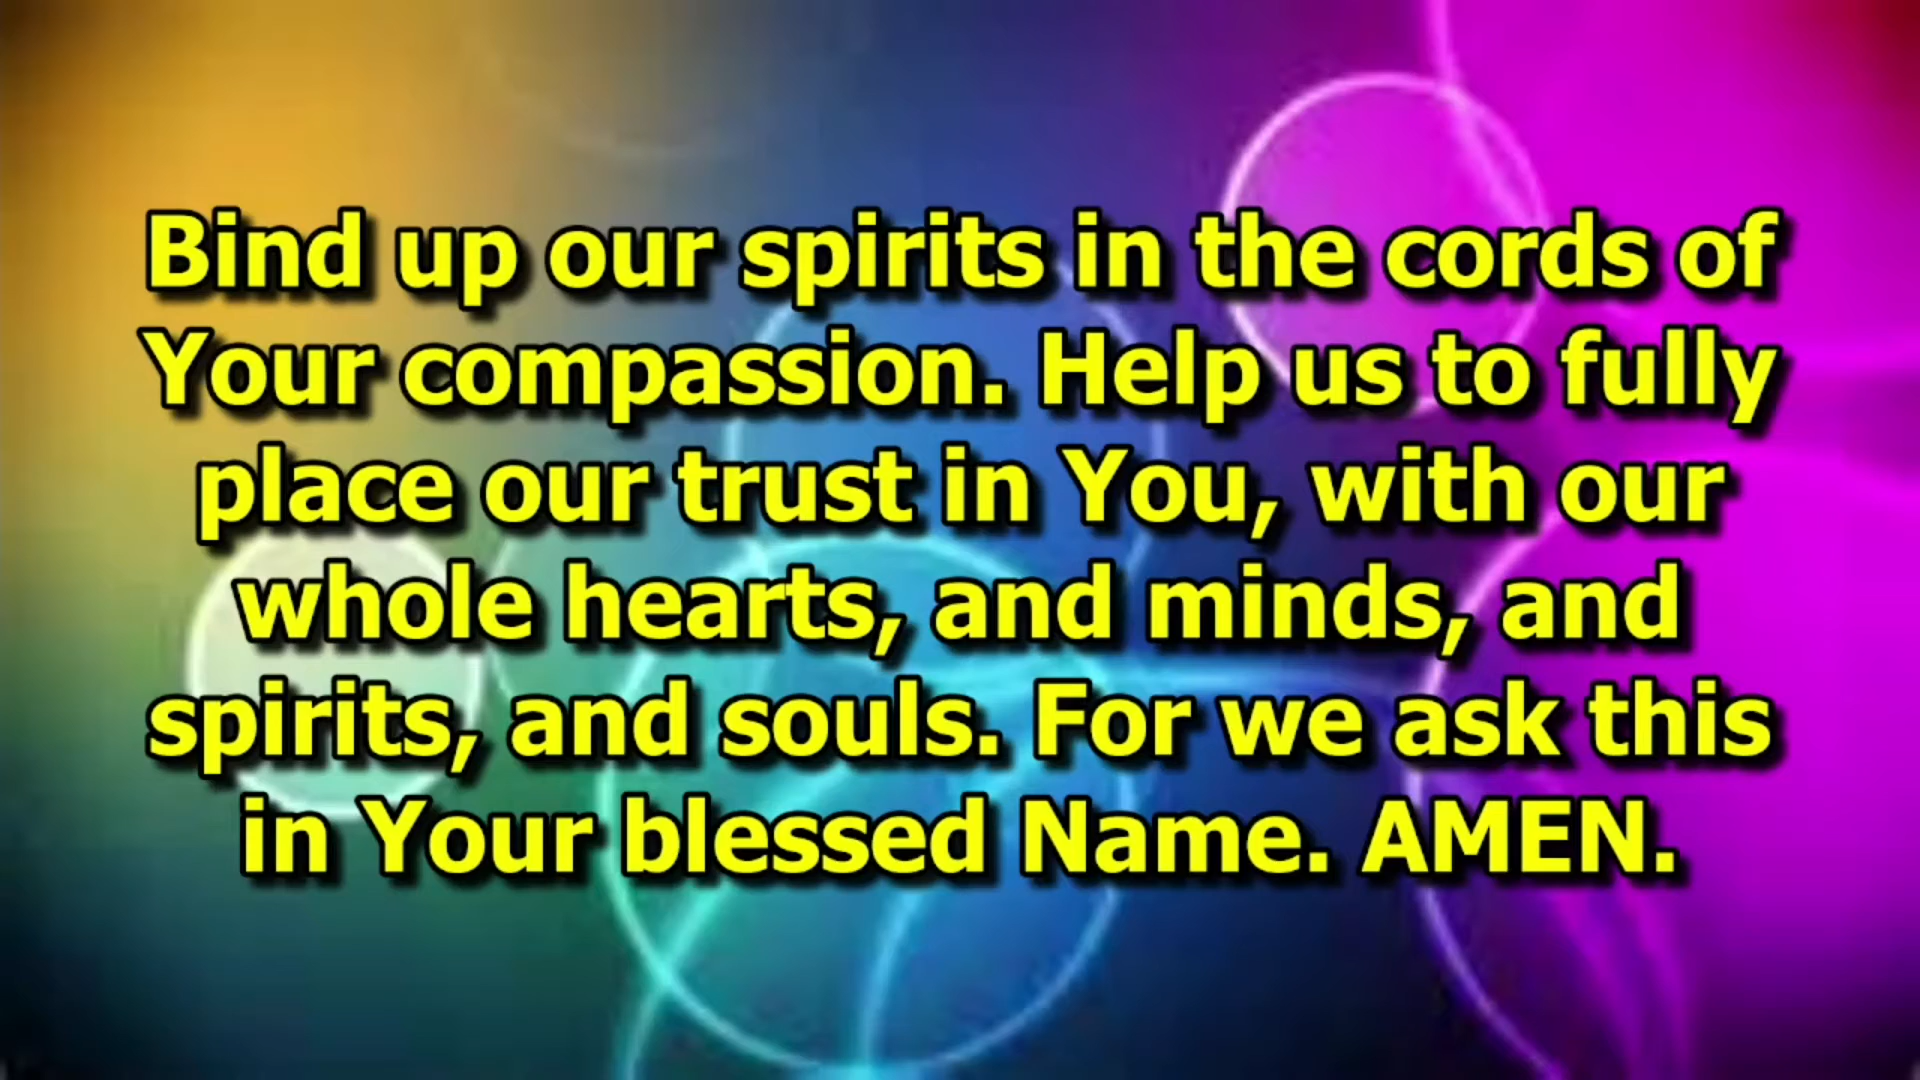 Bind up our spirits in the cords of
Your compassion. Help us to fully
place our trust in You, with our
whole hearts, and minds, and
spirits, and souls. For we ask this
in Your blessed Name. AMEN.